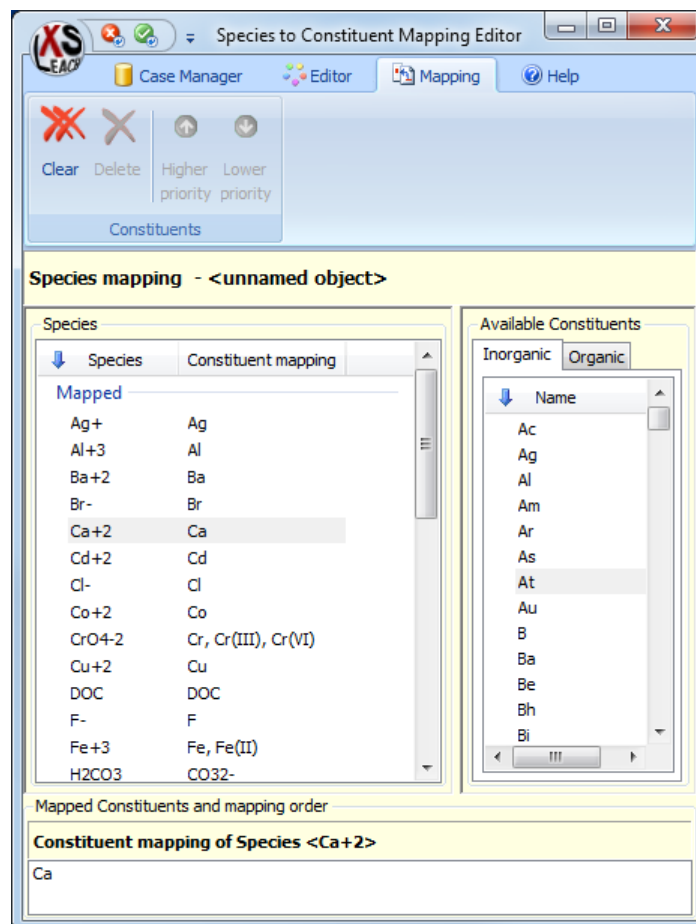 XS
LEACH
Species to Constituent Mapping Editor
Case Manager Editor Mapping Help
Clear Delete Higher priority Lower priority
Constituents
Species mapping - <unnamed object>
Species
Species Constituent mapping
Mapped
Ag+ Ag
Al+3 Al
Ba+2 Ba
Br- Br
Ca+2 Ca
Cd+2 Cd
Cl- Cl
Co+2 Co
CrO4-2 Cr, Cr(III), Cr(VI)
Cu+2 Cu
DOC DOC
F- F
Fe+3 Fe, Fe(II)
H2CO3 CO32-
Available Constituents
Inorganic Organic
Name
Ac
Ag
Al
Am
Ar
As
At
Au
B
Ba
Be
Bh
Bi
Mapped Constituents and mapping order
Constituent mapping of Species <Ca+2>
Ca